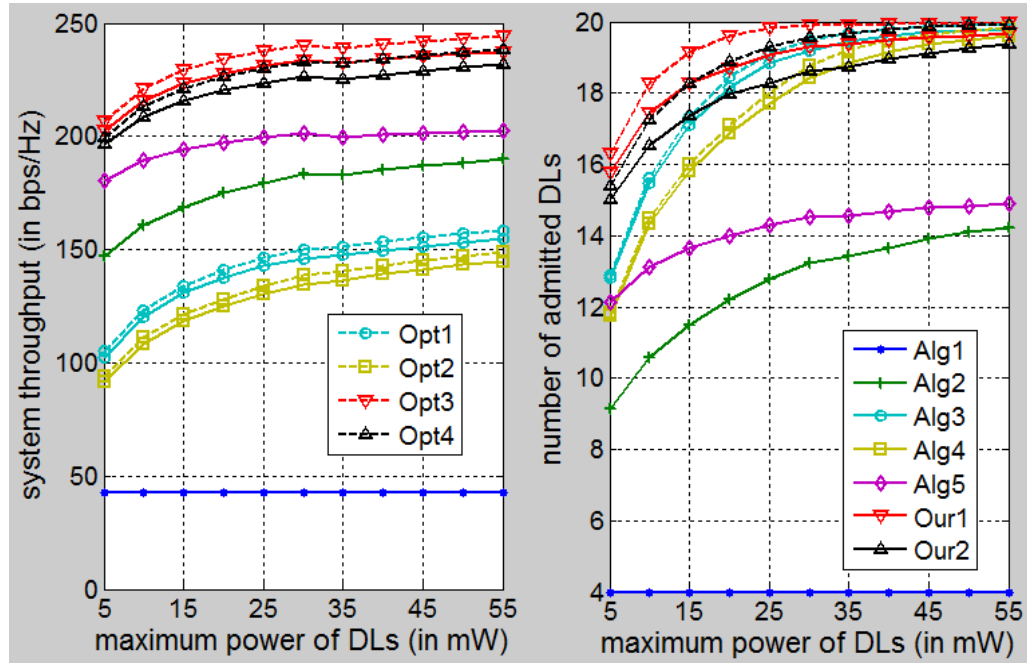 system throughput (in bps/Hz)
250
200
150
100
50
0
5 15 25 35 45 55
maximum power of DLs (in mW)
Opt1
Opt2
Opt3
Opt4
number of admitted DLs
20
18
16
14
12
10
8
6
4
5 15 25 35 45 55
maximum power of DLs (in mW)
Alg1
Alg2
Alg3
Alg4
Alg5
Our1
Our2